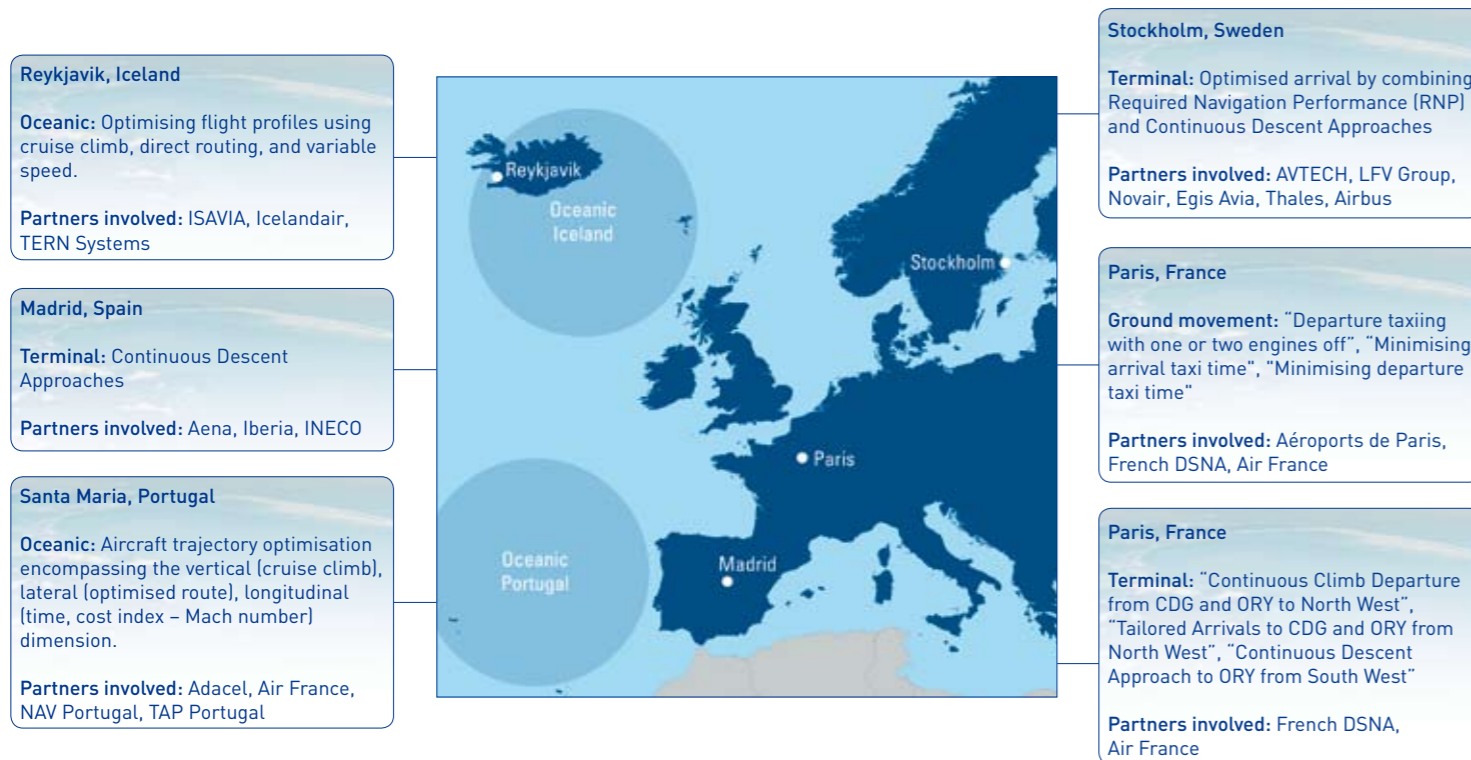 Reykjavik, Iceland
Oceanic: Optimising flight profiles using
cruise climb, direct routing, and variable
speed.
Partners involved: ISAVIA, Icelandair,
TERN Systems
Madrid, Spain
Terminal: Continuous Descent
Approaches
Partners involved: Aena, Iberia, INECO
Santa Maria, Portugal
Oceanic: Aircraft trajectory optimisation
encompassing the vertical (cruise climb),
lateral (optimised route), longitudinal
(time, cost index – Mach number)
dimension.
Partners involved: Adacel, Air France,
NAV Portugal, TAP Portugal
Reykjavik
Oceanic
Iceland
Stockholm
Paris
Oceanic
Portugal
Madrid
Stockholm, Sweden
Terminal: Optimised arrival by combining
Required Navigation Performance (RNP)
and Continuous Descent Approaches
Partners involved: AVTECH, LFV Group,
Novair, Egis Avia, Thales, Airbus
Paris, France
Ground movement: “Departure taxiing
with one or two engines off”, “Minimising
arrival taxi time", "Minimising departure
taxi time"
Partners involved: Aéroports de Paris,
French DSNA, Air France
Paris, France
Terminal: “Continuous Climb Departure
from CDG and ORY to North West”,
“Tailored Arrivals to CDG and ORY from
North West”, “Continuous Descent
Approach to ORY from South West”
Partners involved: French DSNA,
Air France